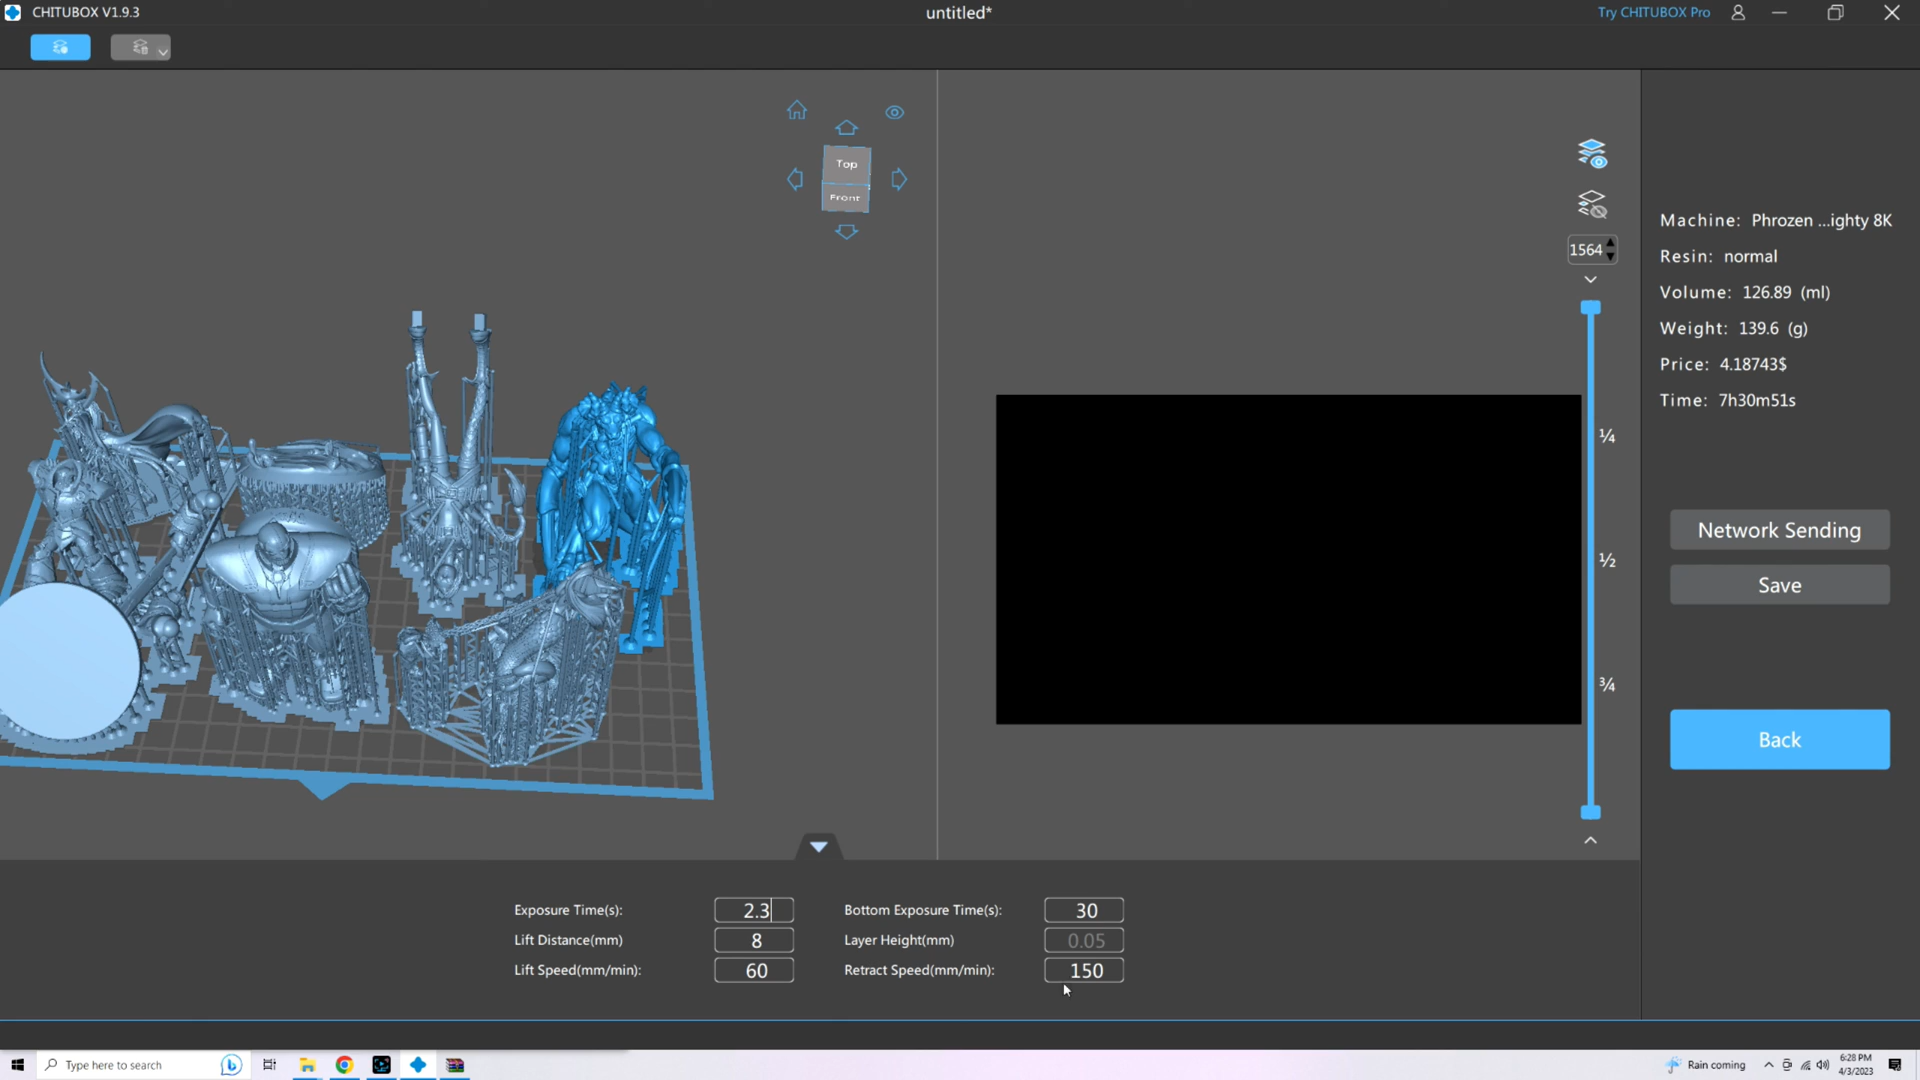 CHITUBOX V1.9.3
untitled*
Try CHITUBOX Pro
Top
Front
1564
¼
½
¾
Machine: Phrozen ...ighty 8K
Resin: normal
Volume: 126.89 (ml)
Weight: 139.6 (g)
Price: 4.18743$
Time: 7h30m51s
Network Sending
Save
Back
Exposure Time(s): 2.3 Bottom Exposure Time(s): 30
Lift Distance(mm) 8 Layer Height(mm) 0.05
Lift Speed(mm/min): 60 Retract Speed(mm/min): 150
Type here to search
Rain coming
6:28 PM
4/3/2023